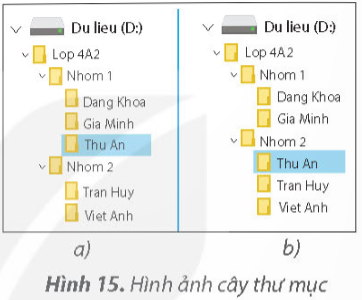 Du lieu (D:)
Lop 4A2
Nhom 1
Dang Khoa
Gia Minh
Thu An
Nhom 2
Tran Huy
Viet Anh
a)
Du lieu (D:)
Lop 4A2
Nhom 1
Dang Khoa
Gia Minh
Nhom 2
Thu An
Tran Huy
Viet Anh
b)
Hình 15. Hình ảnh cây thư mục